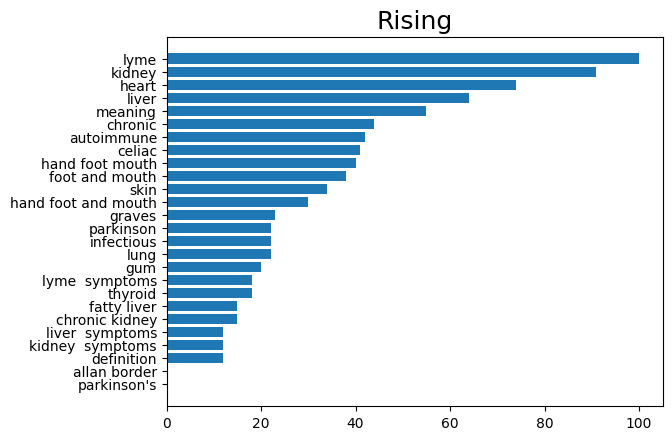 Rising
lyme
kidney
heart
liver
meaning
chronic
autoimmune
celiac
hand foot mouth
foot and mouth
skin
hand foot and mouth
graves
parkinson
infectious
lung
gum
lyme  symptoms
thyroid
fatty liver
chronic kidney
liver  symptoms
kidney  symptoms
definition
allan border
parkinson's
0 20 40 60 80 100